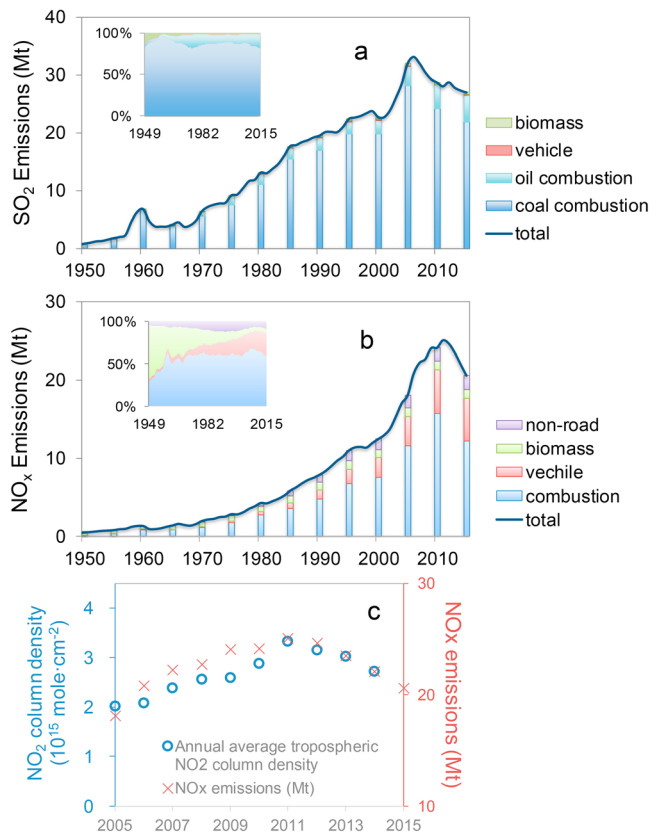 a
SO2 Emissions (Mt)
40
30
20
10
0
100%
50%
0%
1949 1982 2015
biomass
vehicle
oil combustion
coal combustion
total
1950 1960 1970 1980 1990 2000 2010
b
NOx Emissions (Mt)
30
20
10
0
100%
50%
0%
1949 1982 2015
non-road
biomass
vechile
combustion
total
1950 1960 1970 1980 1990 2000 2010
c
NO2 column density
(10¹⁵ mole·cm⁻²)
4
3
2
1
0
30
20
10
NOx emissions (Mt)
Annual average tropospheric
NO2 column density
NOx emissions (Mt)
2005 2007 2009 2011 2013 2015